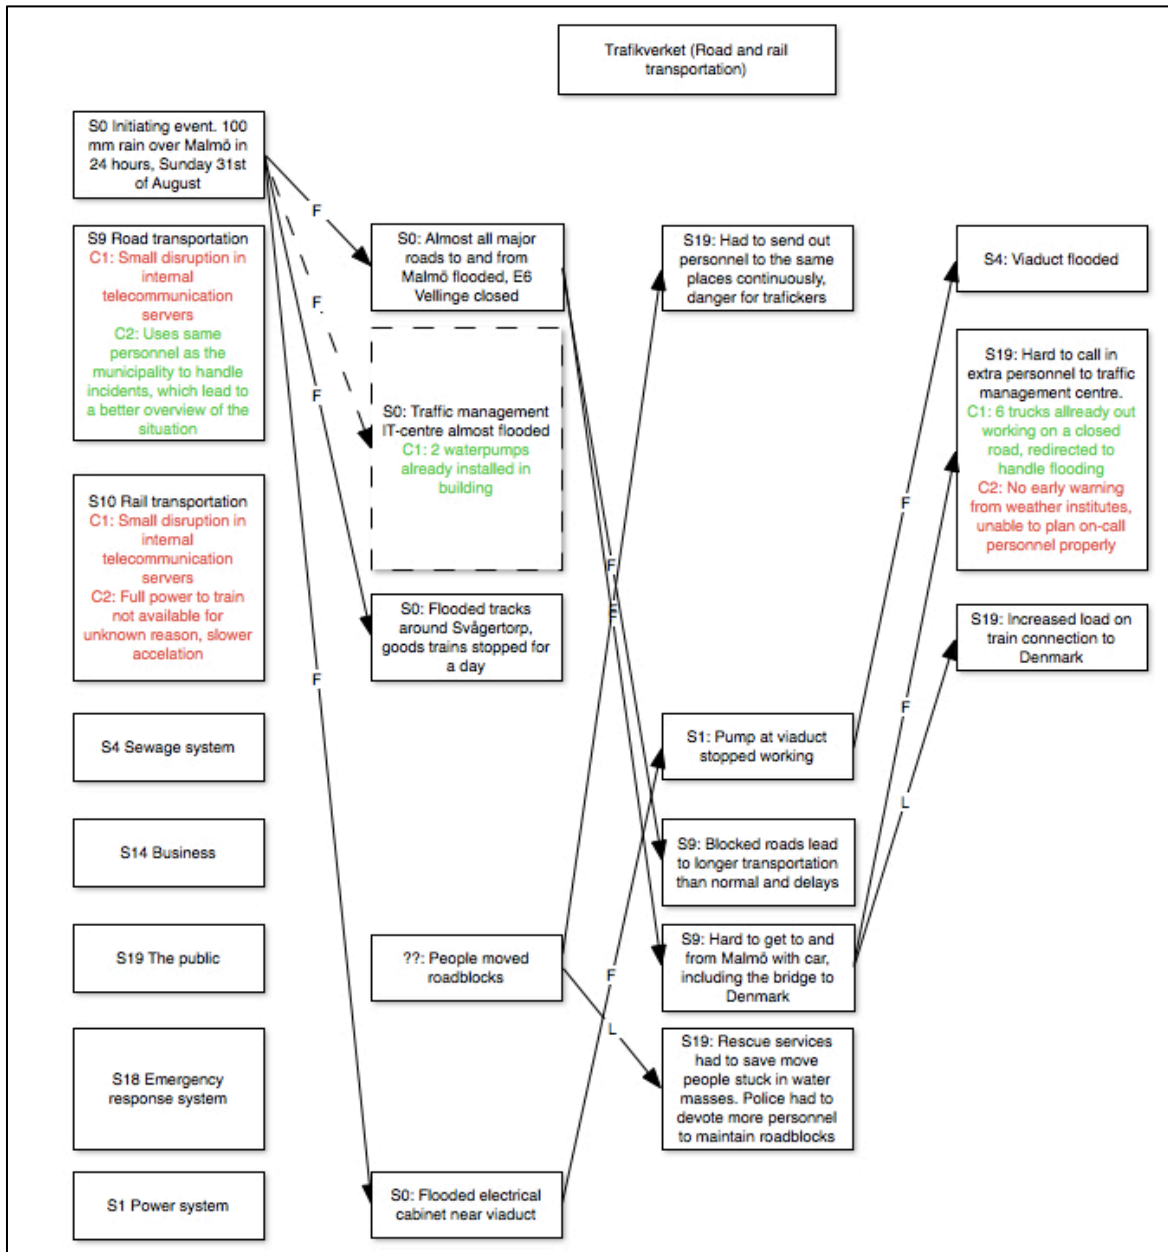 Trafikverket (Road and rail
transportation)
S0 Initiating event. 100
mm rain over Malmö in
24 hours, Sunday 31st
of August
S9 Road transportation
C1: Small disruption in
internal
telecommunication
servers
C2: Uses same
personnel as the
municipality to handle
incidents, which lead to
a better overview of the
situation
S10 Rail transportation
C1: Small disruption in
internal
telecommunication
servers
C2: Full power to train
not available for
unknown reason, slower
accelation
S4 Sewage system
S14 Business
S19 The public
S18 Emergency
response system
S1 Power system
F
F
F
F
S0: Almost all major
roads to and from
Malmö flooded, E6
Vellinge closed
S0: Traffic management
IT-centre almost flooded
C1: 2 waterpumps
already installed in
building
S0: Flooded tracks
around Svågertorp,
goods trains stopped for
a day
??: People moved
roadblocks
S0: Flooded electrical
cabinet near viaduct
F
F
F
F
L
S19: Had to send out
personnel to the same
places continuously,
danger for trafickers
S1: Pump at viaduct
stopped working
S9: Blocked roads lead
to longer transportation
than normal and delays
S9: Hard to get to and
from Malmö with car,
including the bridge to
Denmark
S19: Rescue services
had to save move
people stuck in water
masses. Police had to
devote more personnel
to maintain roadblocks
F
F
L
S4: Viaduct flooded
S19: Hard to call in
extra personnel to traffic
management centre.
C1: 6 trucks allready out
working on a closed
road, redirected to
handle flooding
C2: No early warning
from weather institutes,
unable to plan on-call
personnel properly
S19: Increased load on
train connection to
Denmark